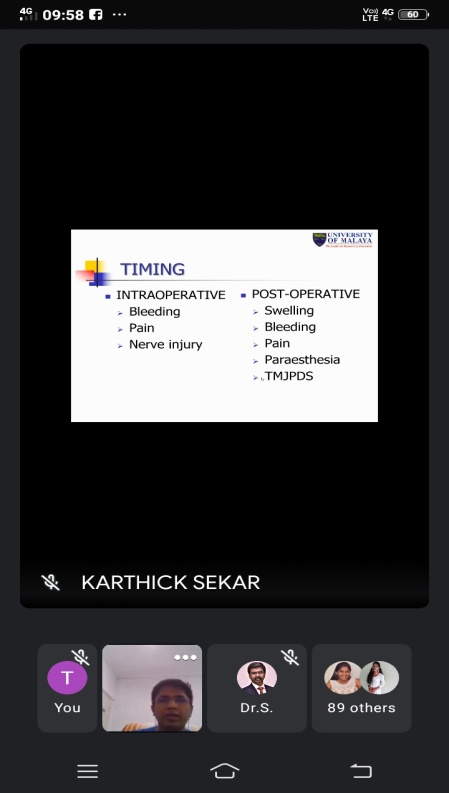 4G 09:58 ...
Vo)) LTE 4G 60
UNIVERSITY
OF MALAYA
TIMING
INTRAOPERATIVE
Bleeding
Pain
Nerve injury
POST-OPERATIVE
Swelling
Bleeding
Pain
Paraesthesia
TMJPDS
KARTHICK SEKAR
T
You
Dr.S.
89 others